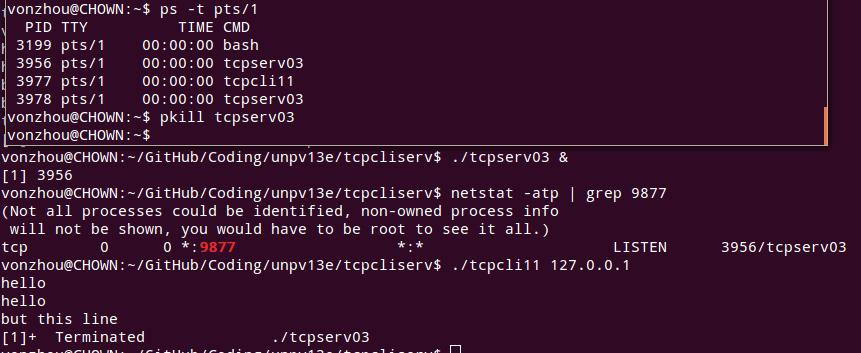 vonzhou@CHOWN:~$ ps -t pts/1
  PID TTY          TIME CMD
 3199 pts/1    00:00:00 bash
 3956 pts/1    00:00:00 tcpserv03
 3977 pts/1    00:00:00 tcpcli11
 3978 pts/1    00:00:00 tcpserv03
vonzhou@CHOWN:~$ pkill tcpserv03
vonzhou@CHOWN:~$
vonzhou@CHOWN:~/GitHub/Coding/unpv13e/tcpcliserv$ ./tcpserv03 &
[1] 3956
vonzhou@CHOWN:~/GitHub/Coding/unpv13e/tcpcliserv$ netstat -atp | grep 9877
(Not all processes could be identified, non-owned process info
 will not be shown, you would have to be root to see it all.)
tcp        0      0 *:9877                  *:*                     LISTEN      3956/tcpserv03
vonzhou@CHOWN:~/GitHub/Coding/unpv13e/tcpcliserv$ ./tcpcli11 127.0.0.1
hello
hello
but this line
[1]+  Terminated              ./tcpserv03
vonzhou@CHOWN:~/GitHub/Coding/unpv13e/tcpcliserv$